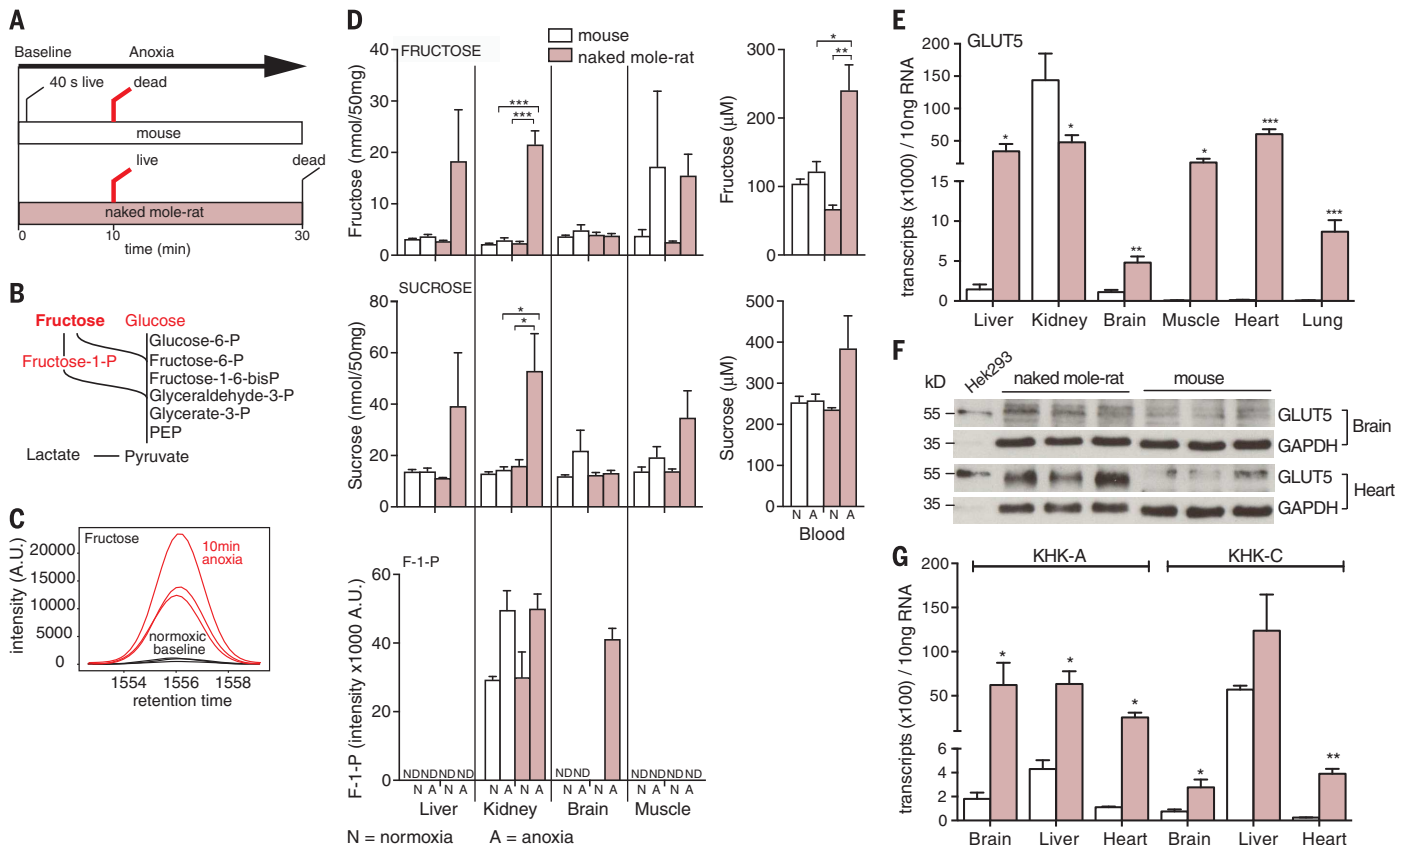 A
Baseline
Anoxia
40 s live
dead
mouse
live
dead
naked mole-rat
0
10
30
time (min)
B
Fructose
Glucose
Glucose-6-P
Fructose-1-P
Fructose-6-P
Fructose-1-6-bisP
Glyceraldehyde-3-P
Glycerate-3-P
PEP
Lactate
Pyruvate
C
Fructose
10min
anoxia
normoxic
baseline
20000
15000
10000
5000
0
intensity (A.U.)
1554
1556
1558
retention time
D
mouse
naked mole-rat
FRUCTOSE
40
30
20
10
0
Fructose (nmol/50mg)
***
***
300
200
100
0
Fructose (µM)
*
**
SUCROSE
80
60
40
20
0
Sucrose (nmol/50mg)
*
*
500
400
300
200
100
0
Sucrose (µM)
N A N A
Blood
F-1-P
60
40
20
0
F-1-P (intensity x1000 A.U.)
ND ND ND ND
ND ND
ND ND ND ND
N A N A
N A N A
N A N A
N A N A
Liver
Kidney
Brain
Muscle
N = normoxia
A = anoxia
E
GLUT5
200
150
100
50
15
10
5
0
transcripts (x1000) / 10ng RNA
*
*
**
*
***
***
Liver
Kidney
Brain
Muscle
Heart
Lung
F
kD
Hek293
naked mole-rat
mouse
55
GLUT5
35
GAPDH
Brain
55
GLUT5
35
GAPDH
Heart
G
KHK-A
KHK-C
200
150
100
50
6
4
2
0
transcripts (x100) / 10ng RNA
*
*
*
*
**
Brain
Liver
Heart
Brain
Liver
Heart